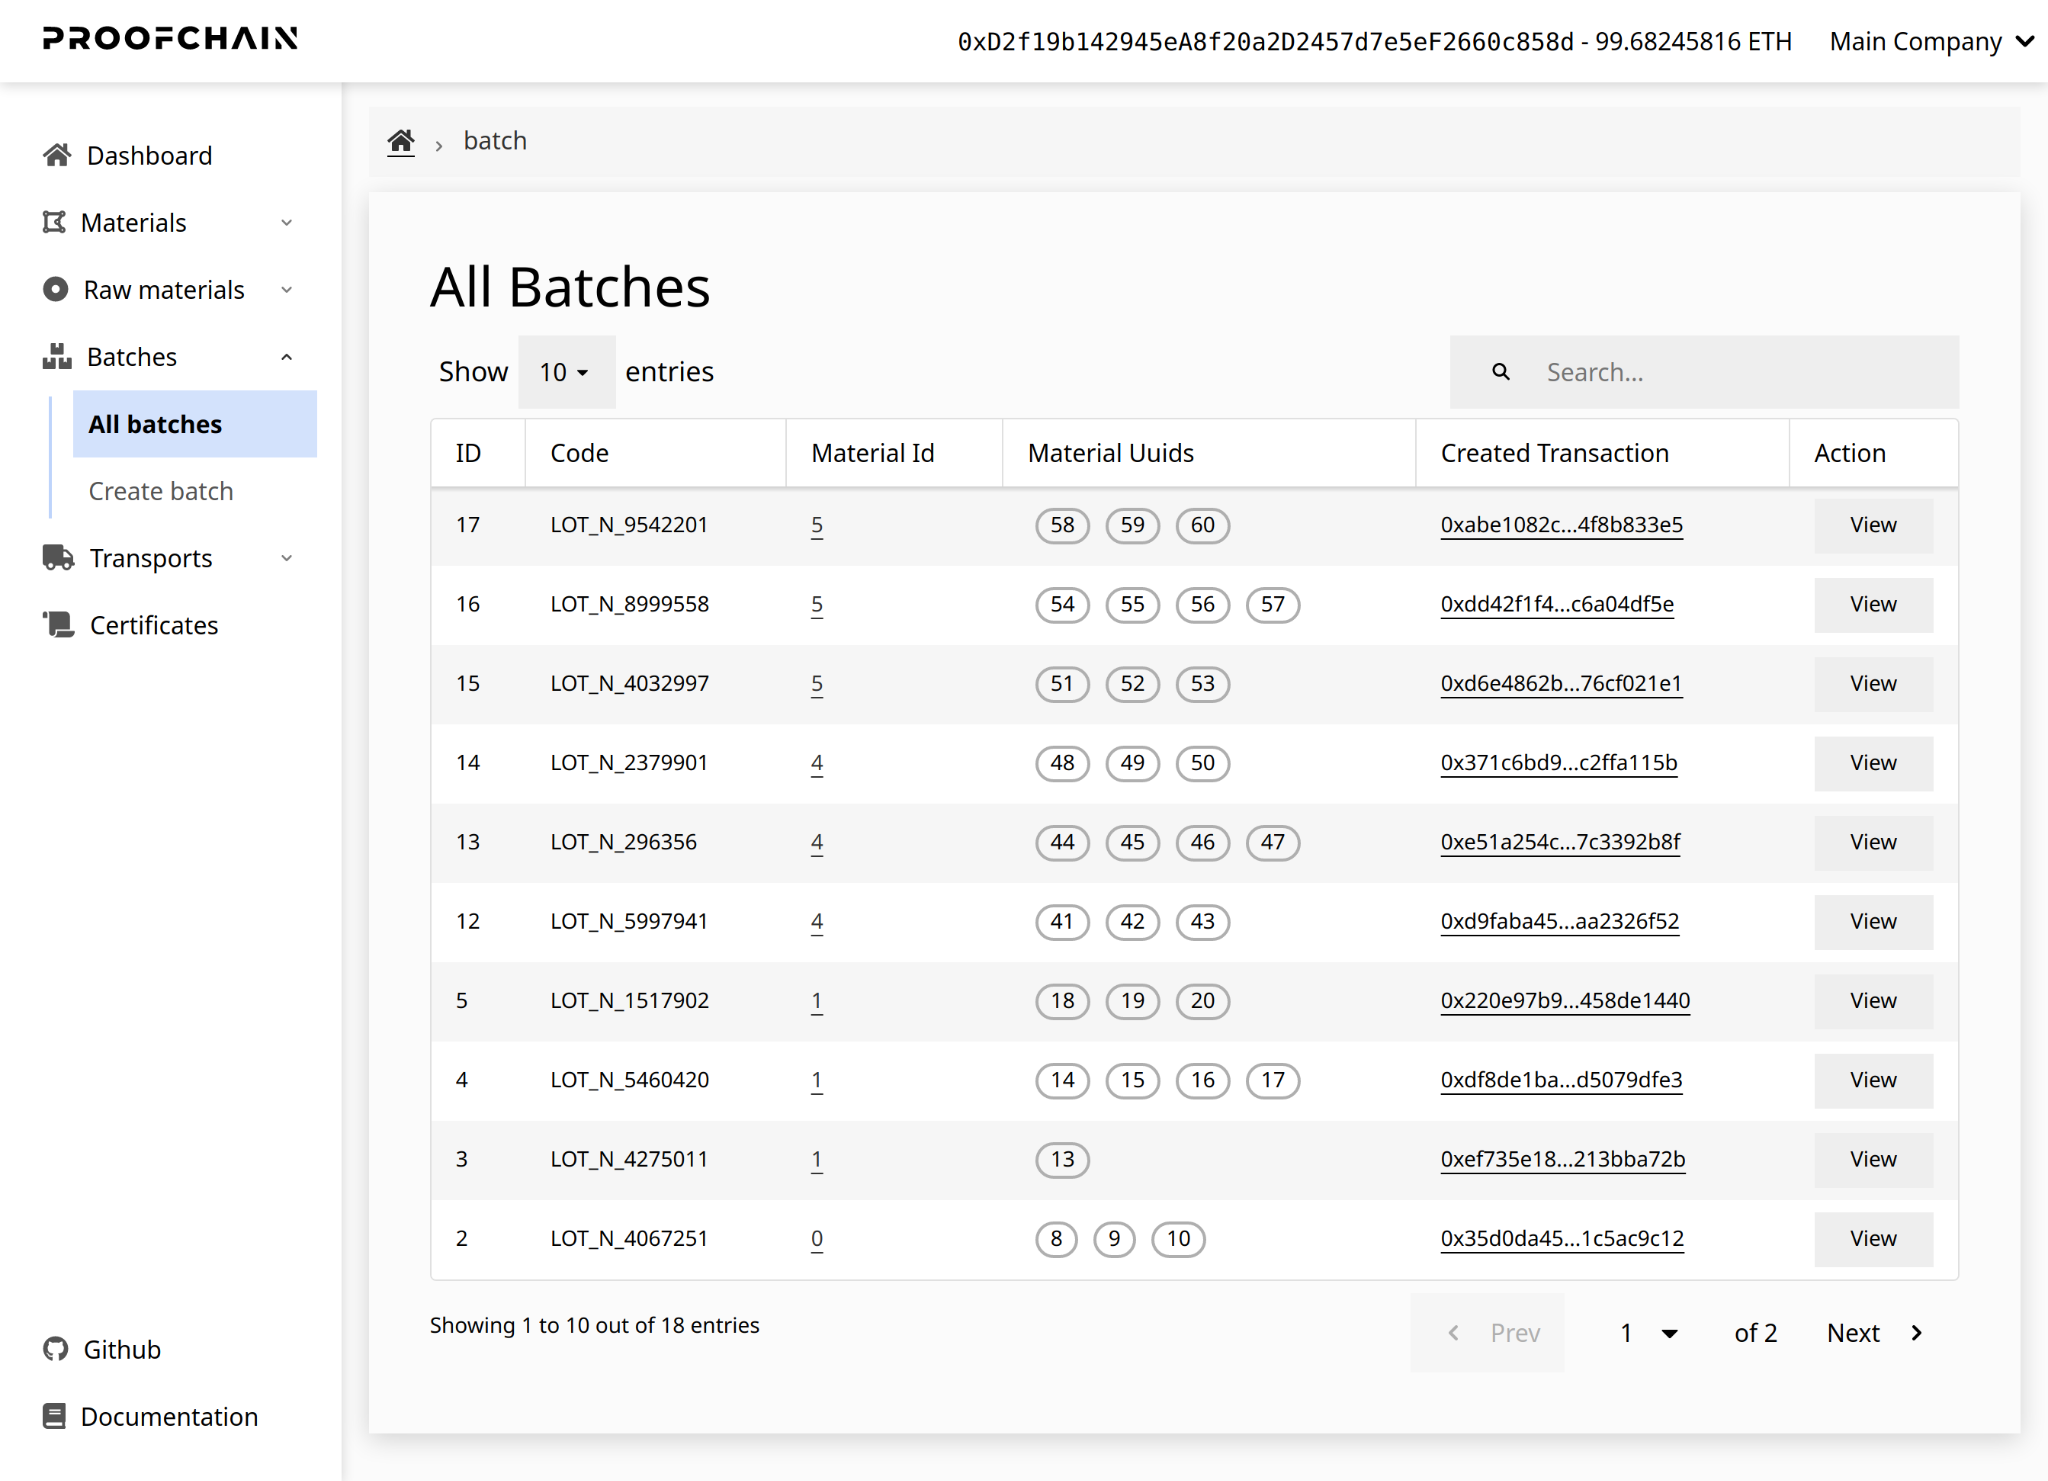 PROOFCHAIN
0xD2f19b142945eA8f20a2D2457d7e5eF2660c858d - 99.68245816 ETH Main Company
Dashboard
Materials
Raw materials
Batches
All batches
Create batch
Transports
Certificates
Github
Documentation
batch
All Batches
Show 10 entries
Search...
ID Code Material Id Material Uuids Created Transaction Action
17 LOT_N_9542201 5 58 59 60 0xabe1082c...4f8b833e5 View
16 LOT_N_8999558 5 54 55 56 57 0xdd42f1f4...c6a04df5e View
15 LOT_N_4032997 5 51 52 53 0xd6e4862b...76cf021e1 View
14 LOT_N_2379901 4 48 49 50 0x371c6bd9...c2ffa115b View
13 LOT_N_296356 4 44 45 46 47 0xe51a254c...7c3392b8f View
12 LOT_N_5997941 4 41 42 43 0xd9faba45...aa2326f52 View
5 LOT_N_1517902 1 18 19 20 0x220e97b9...458de1440 View
4 LOT_N_5460420 1 14 15 16 17 0xdf8de1ba...d5079dfe3 View
3 LOT_N_4275011 1 13 0xef735e18...213bba72b View
2 LOT_N_4067251 0 8 9 10 0x35d0da45...1c5ac9c12 View
Showing 1 to 10 out of 18 entries
Prev 1 of 2 Next